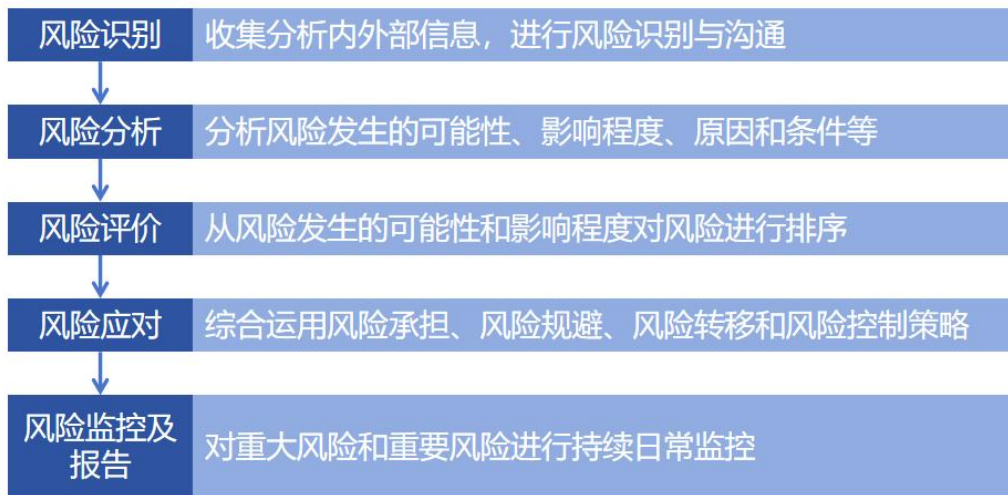 风险识别
收集分析内外部信息，进行风险识别与沟通
风险分析
分析风险发生的可能性、影响程度、原因和条件等
风险评价
从风险发生的可能性和影响程度对风险进行排序
风险应对
综合运用风险承担、风险规避、风险转移和风险控制策略
风险监控及
报告
对重大风险和重要风险进行持续日常监控